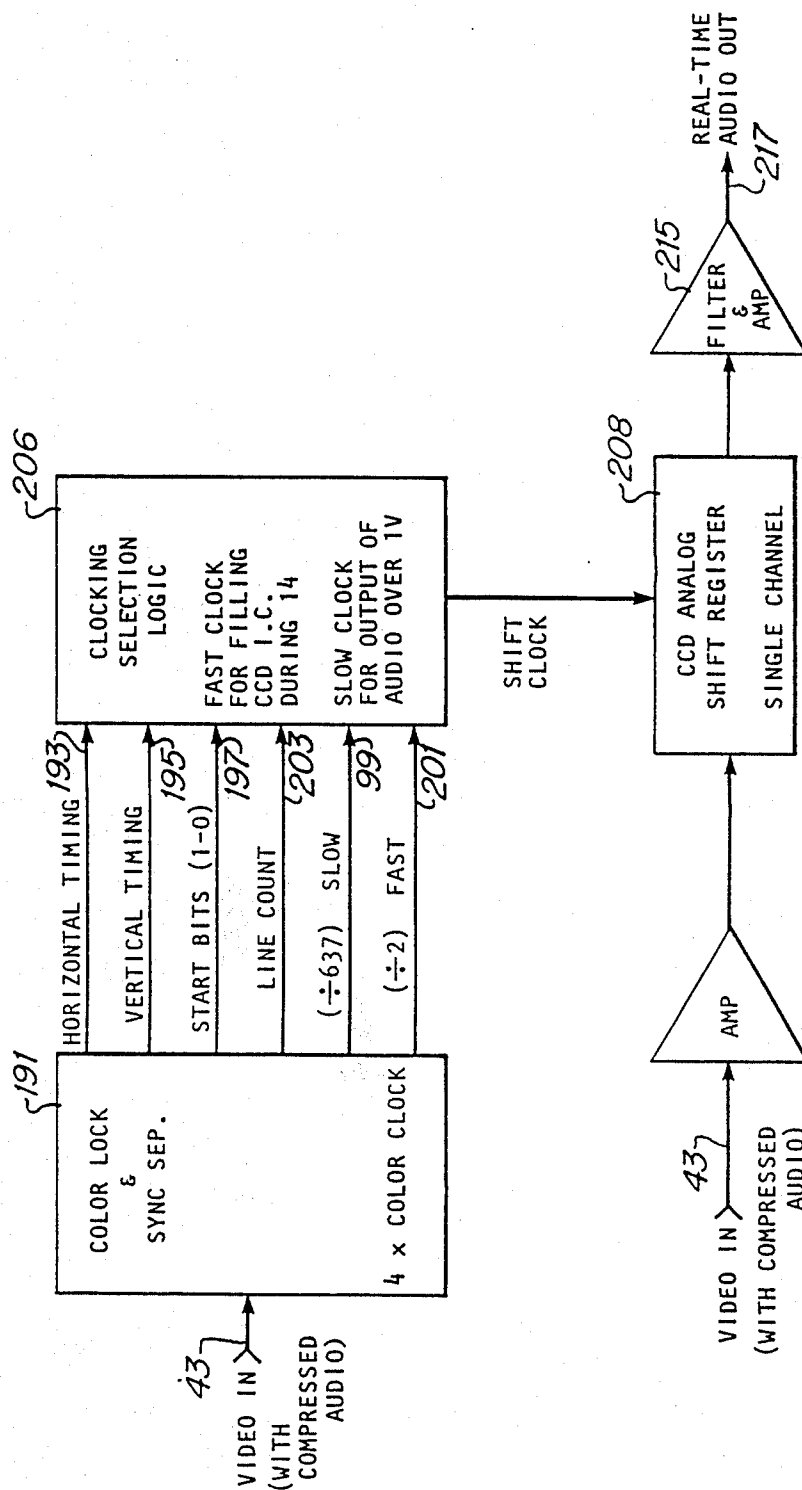 43
VIDEO IN
(WITH
COMPRESSED
AUDIO)
191
COLOR LOCK
&
SYNC SEP.
4 x COLOR CLOCK
HORIZONTAL TIMING
193
VERTICAL TIMING
195
START BITS (1-0)
197
LINE COUNT
203
(÷637) SLOW
99
(÷2) FAST
201
206
CLOCKING
SELECTION
LOGIC
FAST CLOCK
FOR FILLING
CCD I.C.
DURING 14
SLOW CLOCK
FOR OUTPUT OF
AUDIO OVER 1V
SHIFT
CLOCK
43
VIDEO IN
(WITH COMPRESSED
AUDIO)
AMP
208
CCD ANALOG
SHIFT REGISTER
SINGLE CHANNEL
215
FILTER
&
AMP
REAL-TIME
AUDIO OUT
217